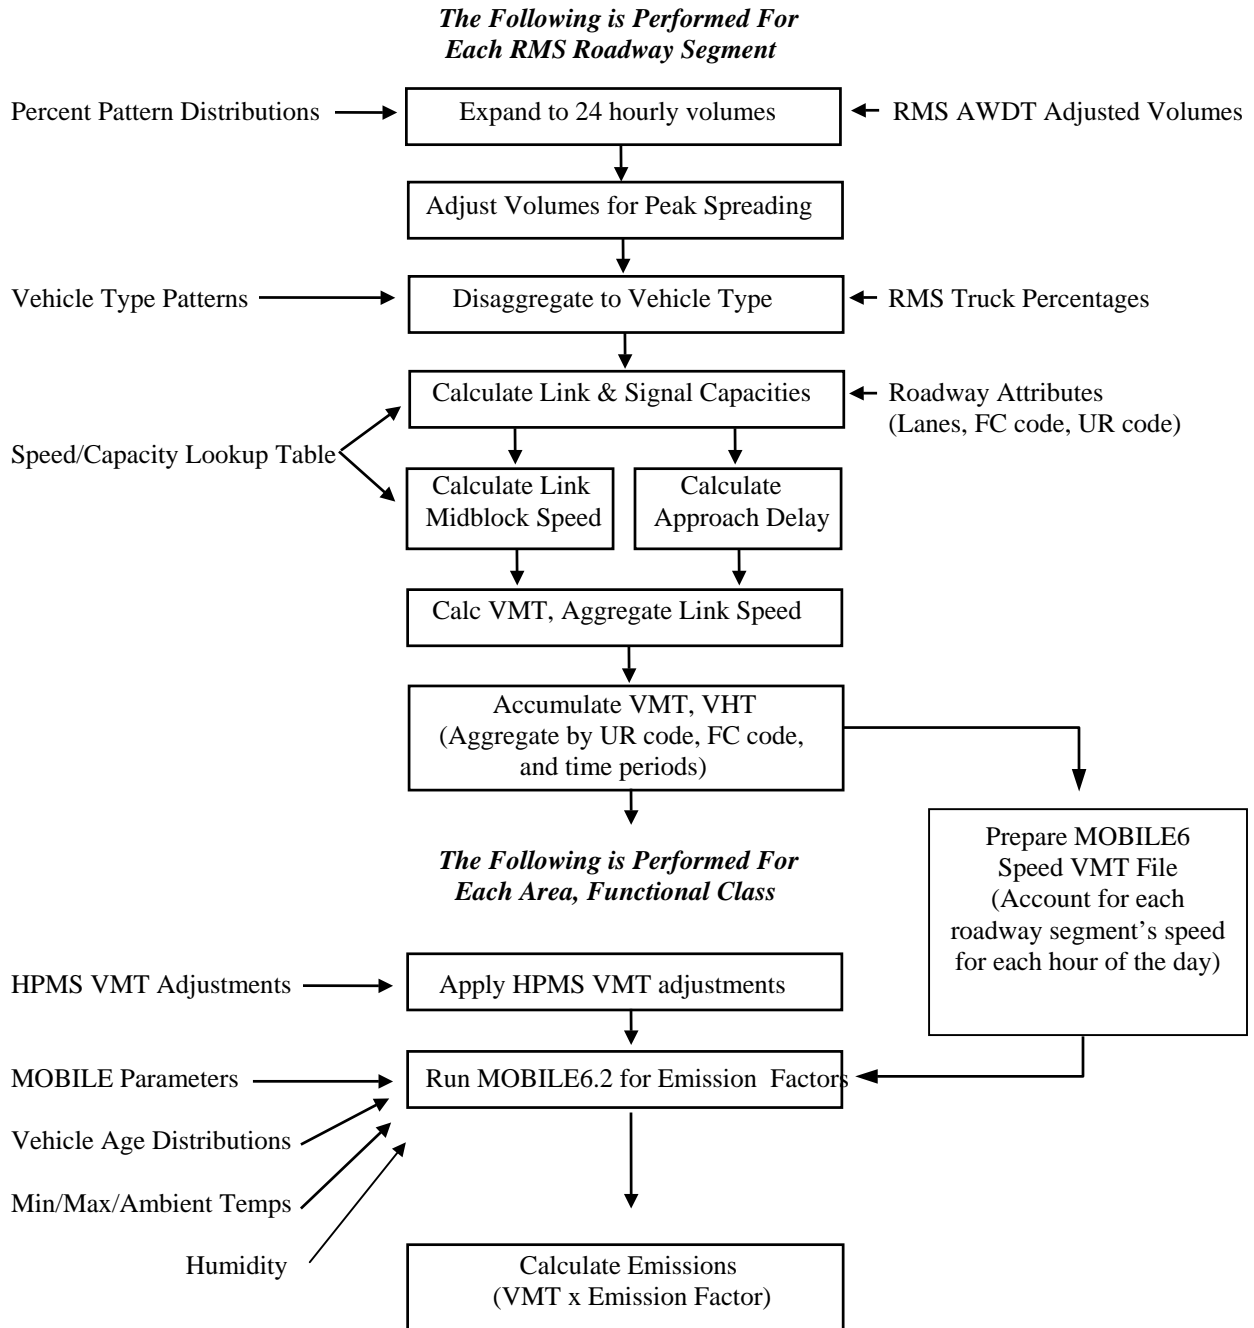 The Following is Performed For
Each RMS Roadway Segment
Percent Pattern Distributions
Expand to 24 hourly volumes
RMS AWDT Adjusted Volumes
Adjust Volumes for Peak Spreading
Vehicle Type Patterns
Disaggregate to Vehicle Type
RMS Truck Percentages
Calculate Link & Signal Capacities
Roadway Attributes
(Lanes, FC code, UR code)
Speed/Capacity Lookup Table
Calculate Link
Midblock Speed
Calculate
Approach Delay
Calc VMT, Aggregate Link Speed
Accumulate VMT, VHT
(Aggregate by UR code, FC code,
and time periods)
Prepare MOBILE6
Speed VMT File
(Account for each
roadway segment's speed
for each hour of the day)
The Following is Performed For
Each Area, Functional Class
HPMS VMT Adjustments
Apply HPMS VMT adjustments
MOBILE Parameters
Run MOBILE6.2 for Emission Factors
Vehicle Age Distributions
Min/Max/Ambient Temps
Humidity
Calculate Emissions
(VMT x Emission Factor)